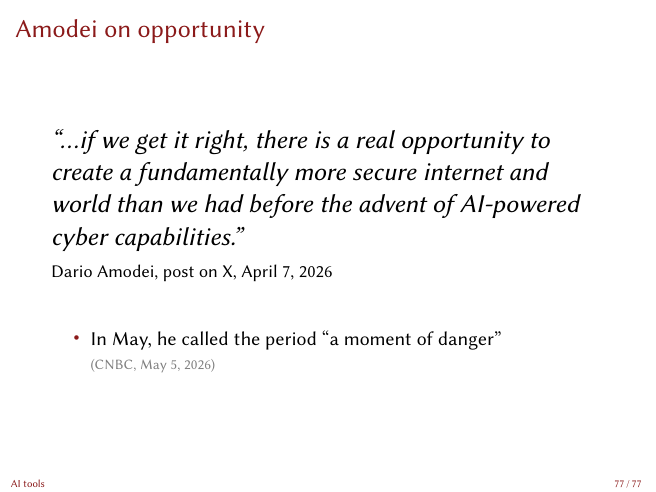 Amodei on opportunity
“…if we get it right, there is a real opportunity to
create a fundamentally more secure internet and
world than we had before the advent of AI-powered
cyber capabilities.”
Dario Amodei, post on X, April 7, 2026
• In May, he called the period “a moment of danger”
(CNBC, May 5, 2026)
AI tools
77 / 77